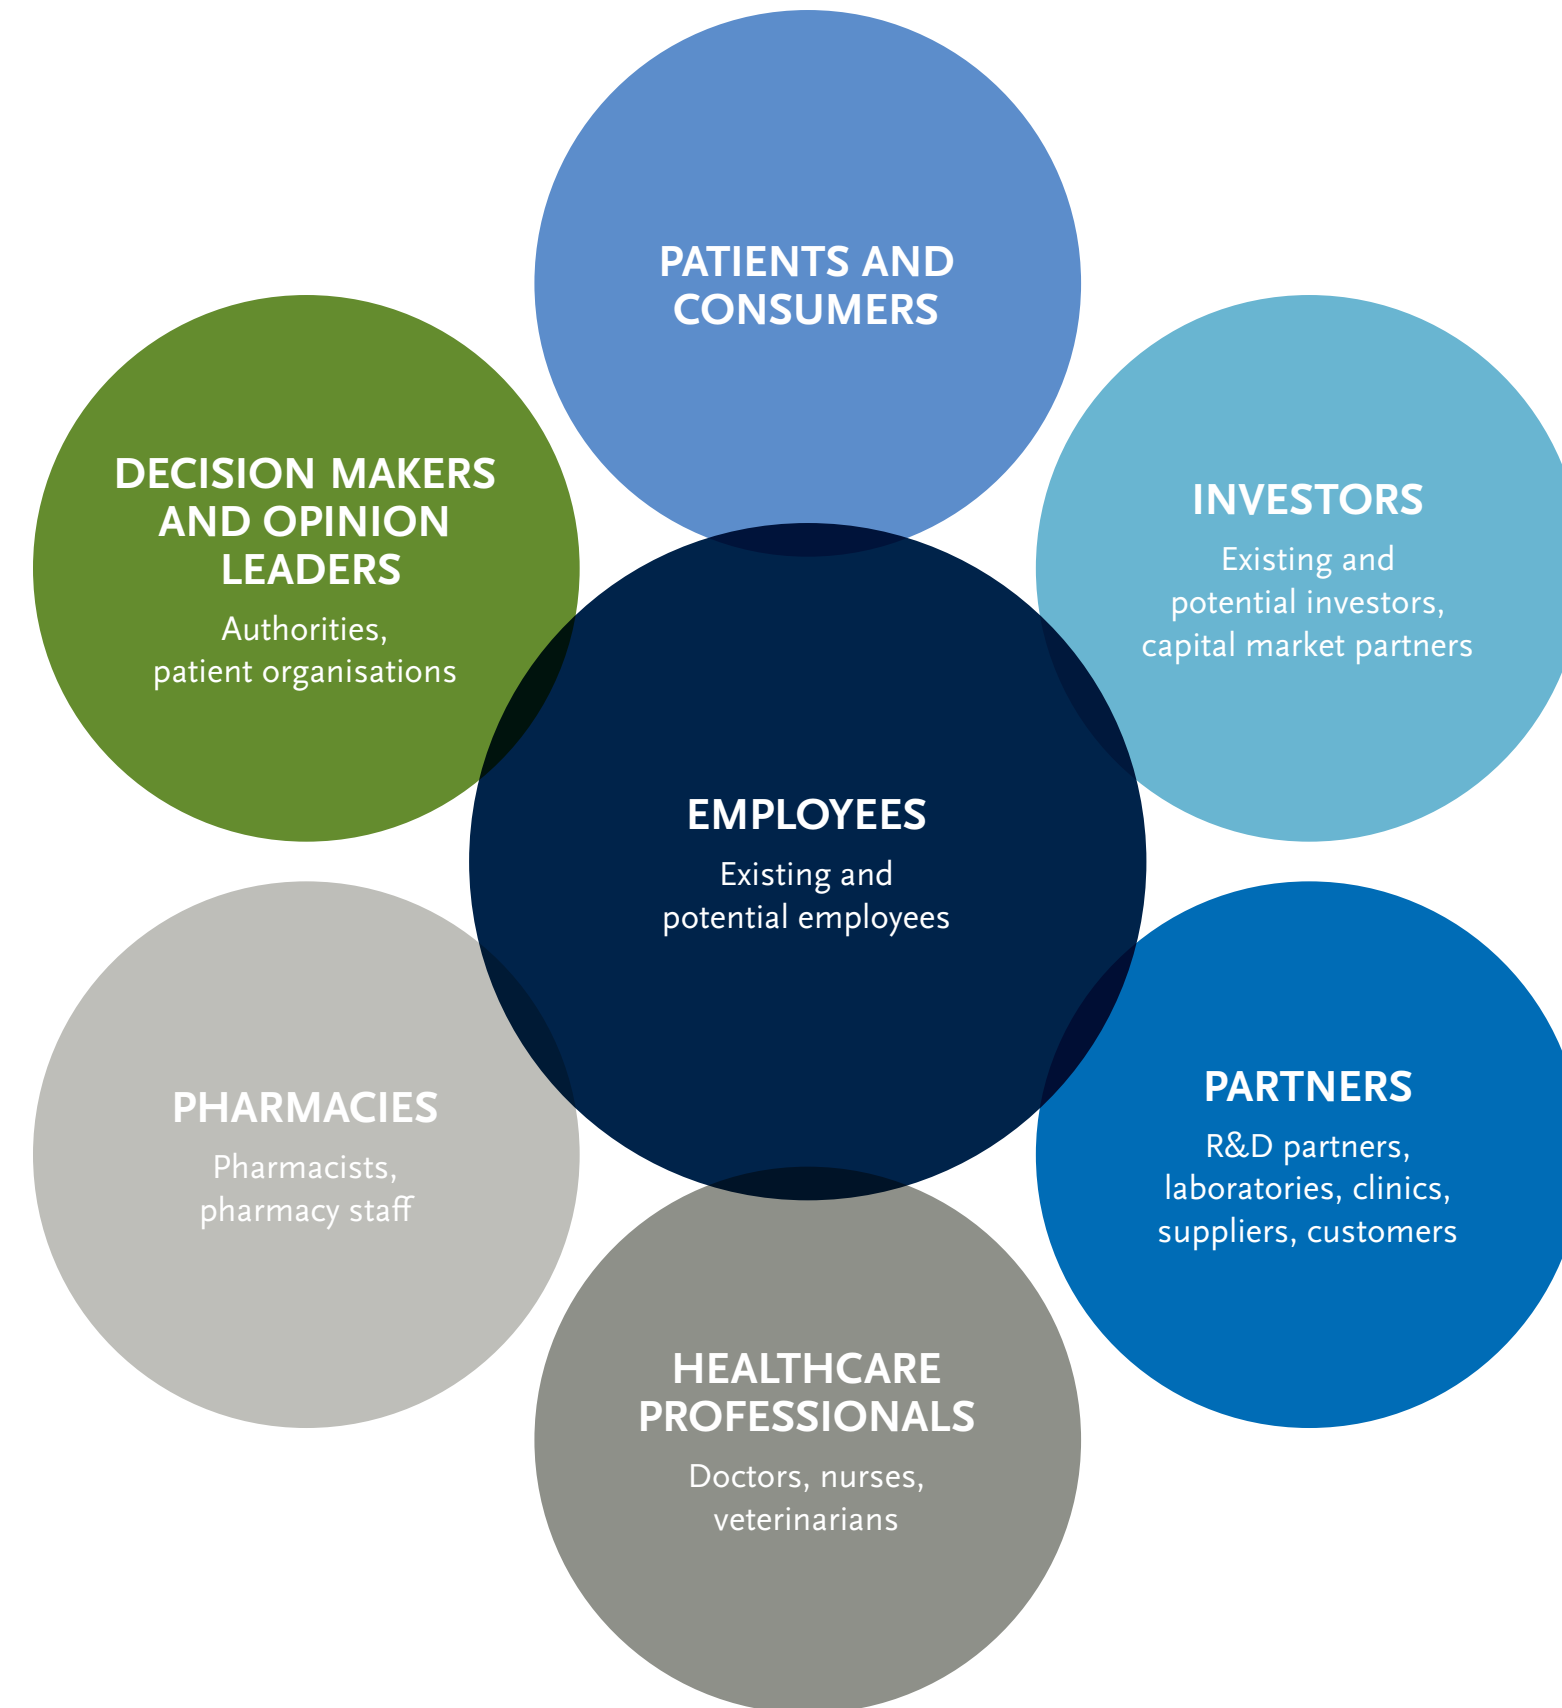 PATIENTS AND
CONSUMERS
DECISION MAKERS
AND OPINION
LEADERS
Authorities,
patient organisations
INVESTORS
Existing and
potential investors,
capital market partners
EMPLOYEES
Existing and
potential employees
PHARMACIES
Pharmacists,
pharmacy staff
PARTNERS
R&D partners,
laboratories, clinics,
suppliers, customers
HEALTHCARE
PROFESSIONALS
Doctors, nurses,
veterinarians